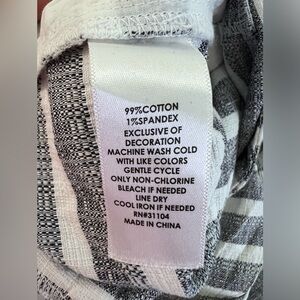 99%COTTON
1%SPANDEX
EXCLUSIVE OF
DECORATION
MACHINE WASH COLD
WITH LIKE COLORS
GENTLE CYCLE
ONLY NON-CHLORINE
BLEACH IF NEEDED
LINE DRY
COOL IRON IF NEEDED
RN#31104
MADE IN CHINA